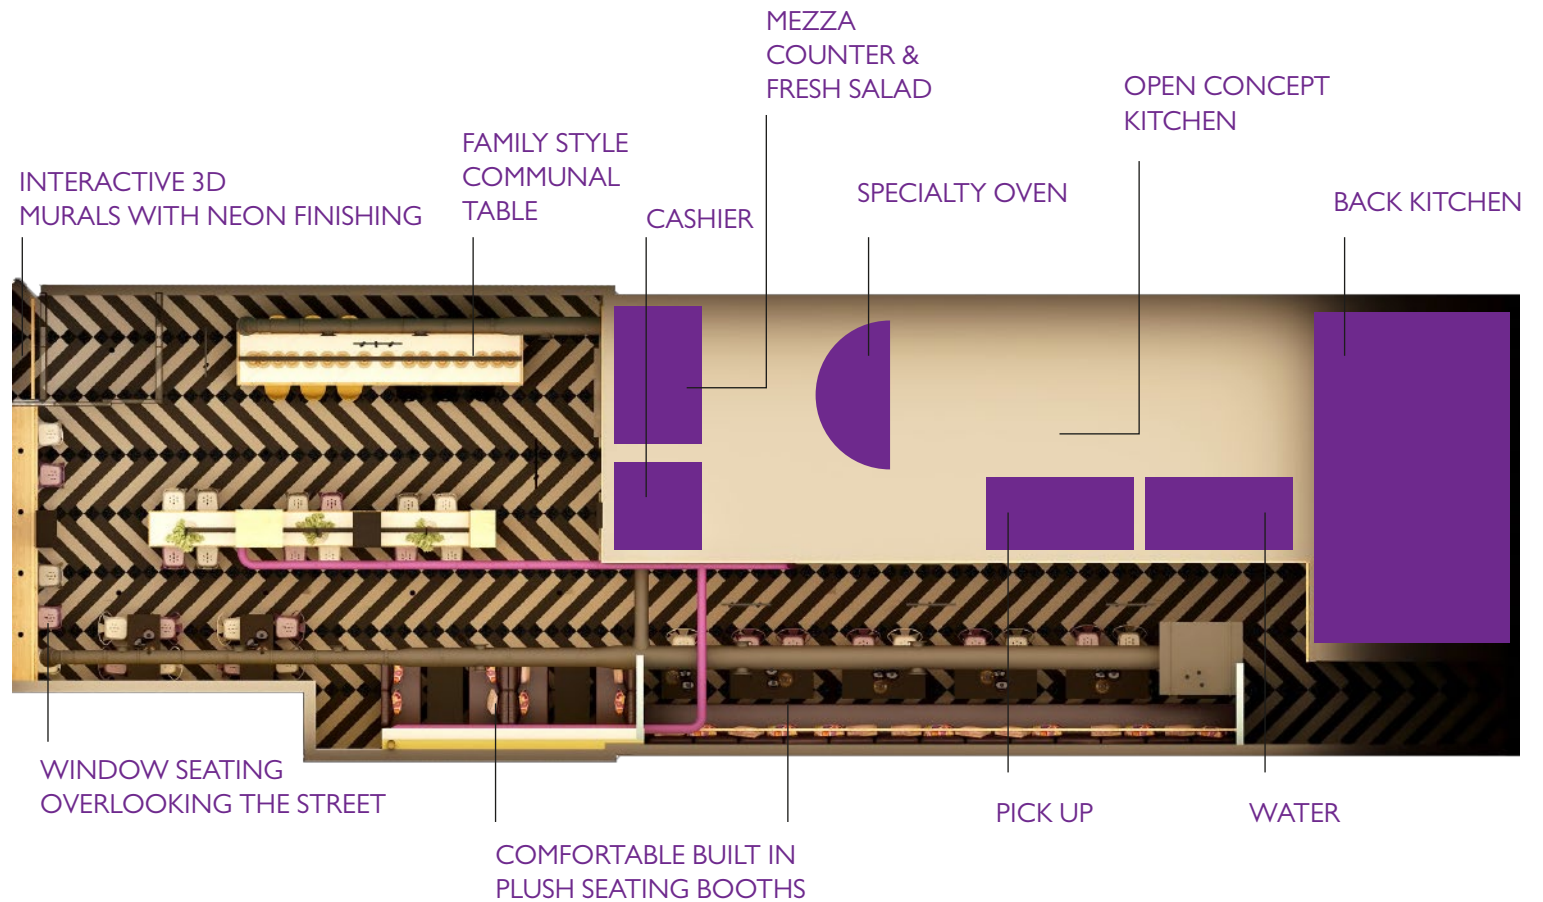 MEZZA
COUNTER &
FRESH SALAD
OPEN CONCEPT
KITCHEN
FAMILY STYLE
COMMUNAL
TABLE
INTERACTIVE 3D
MURALS WITH NEON FINISHING
CASHIER
SPECIALTY OVEN
BACK KITCHEN
WINDOW SEATING
OVERLOOKING THE STREET
PICK UP
WATER
COMFORTABLE BUILT IN
PLUSH SEATING BOOTHS